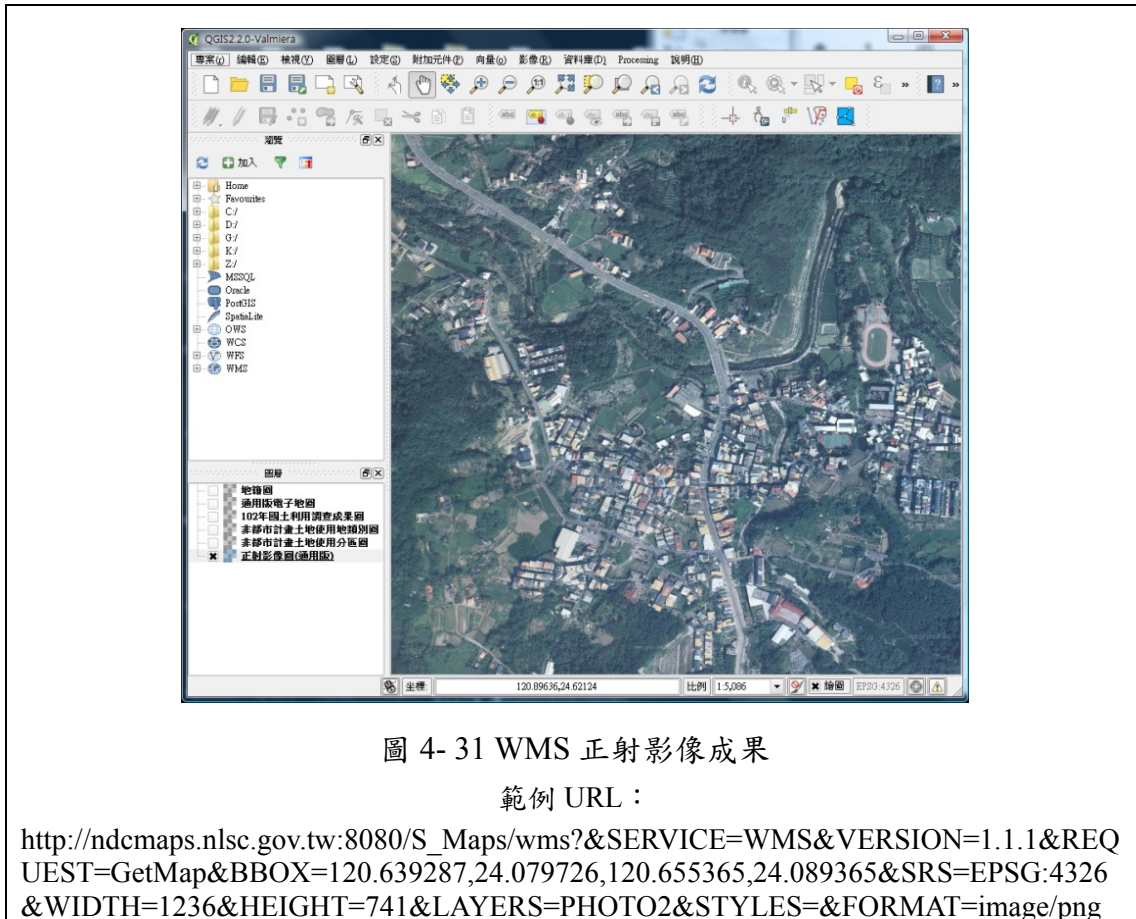 QGIS2.2.0-Valmiera
專案(j) 編輯(E) 檢視(V) 圖層(L) 設定(S) 附加元件(P) 向量(o) 影像(R) 資料庫(D) Processing 說明(H)
瀏覽
加入
Home
Favourites
C:/
D:/
G:/
K:/
Z:/
MSSQL
Oracle
PostGIS
SpatiaLite
OWS
WCS
WFS
WMS
圖層
地籍圖
通用版電子地圖
102年國土利用調查成果圖
非都市計畫土地使用地類別圖
非都市計畫土地使用分區圖
正射影像圖(通用版)
坐標: 120.89636,24.62124 比例 1:5,086 繪圖 EPSG:4326
圖 4- 31 WMS 正射影像成果
範例 URL：
http://ndcmaps.nlsc.gov.tw:8080/S_Maps/wms?&SERVICE=WMS&VERSION=1.1.1&REQ
UEST=GetMap&BBOX=120.639287,24.079726,120.655365,24.089365&SRS=EPSG:4326
&WIDTH=1236&HEIGHT=741&LAYERS=PHOTO2&STYLES=&FORMAT=image/png